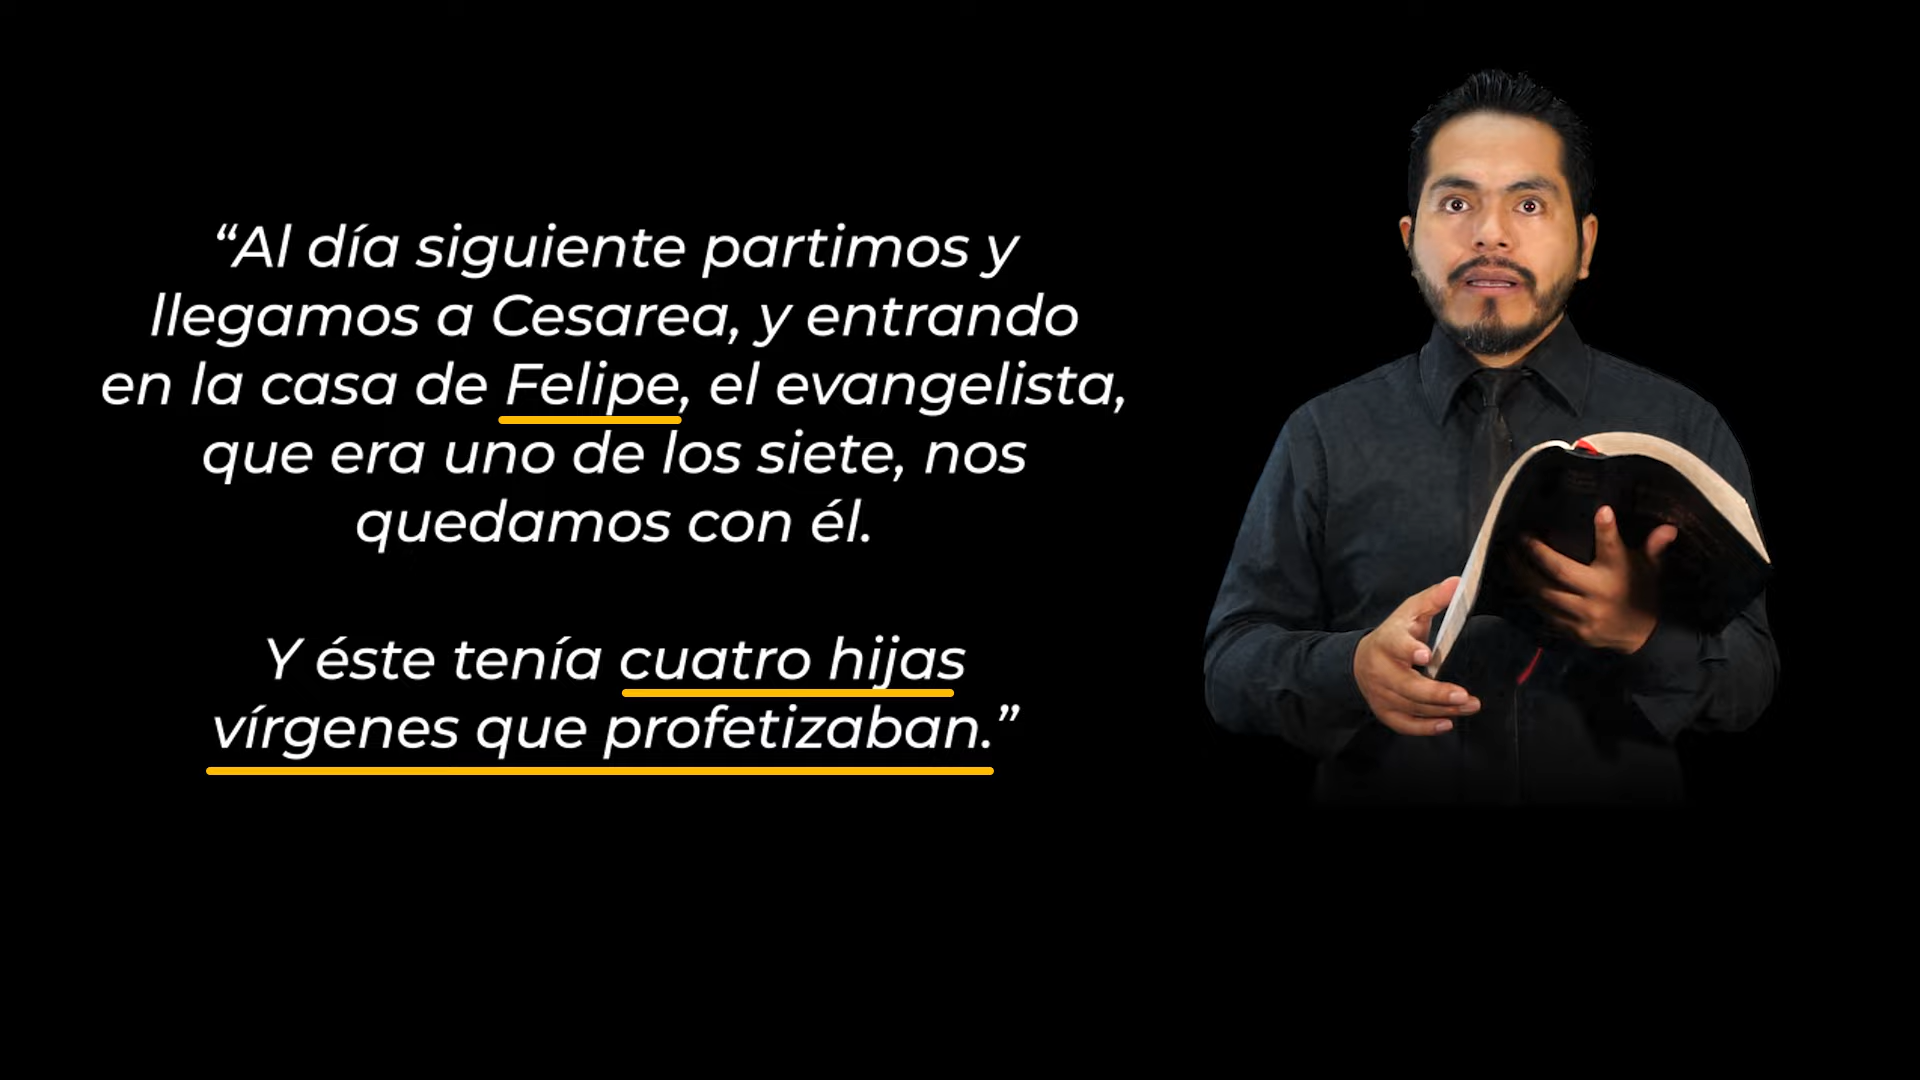 “Al día siguiente partimos y
llegamos a Cesarea, y entrando
en la casa de Felipe, el evangelista,
que era uno de los siete, nos
quedamos con él.
Y éste tenía cuatro hijas
vírgenes que profetizaban.”